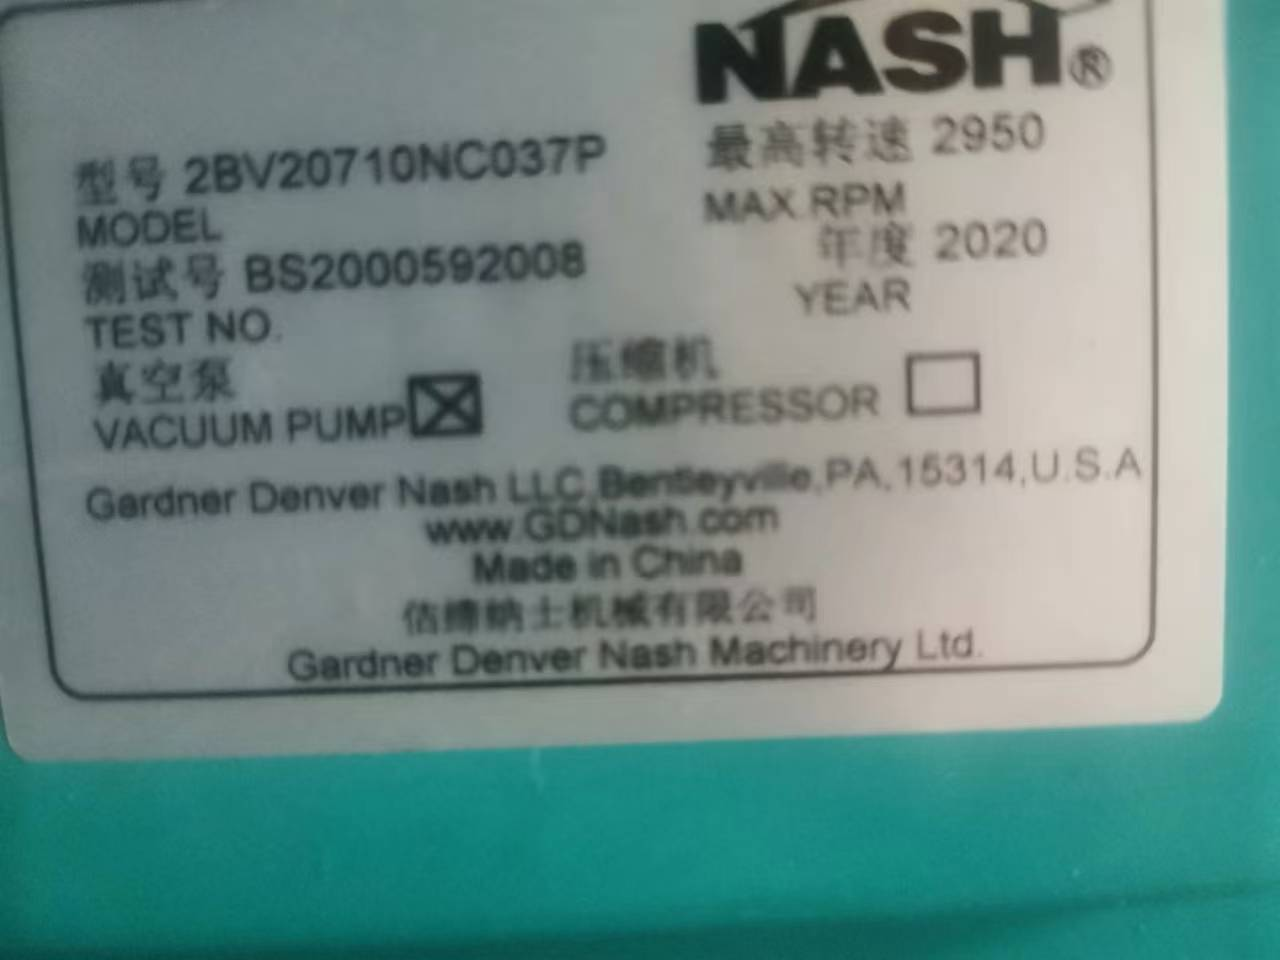 NASH®
型号 2BV20710NC037P
MODEL
最高转速 2950
MAX RPM
测试号 BS2000592008
TEST NO.
年度 2020
YEAR
真空泵
VACUUM PUMP
压缩机
COMPRESSOR
Gardner Denver Nash LLC,Bentleyville,PA,15314,U.S.A
www.GDNash.com
Made in China
佶缔纳士机械有限公司
Gardner Denver Nash Machinery Ltd.